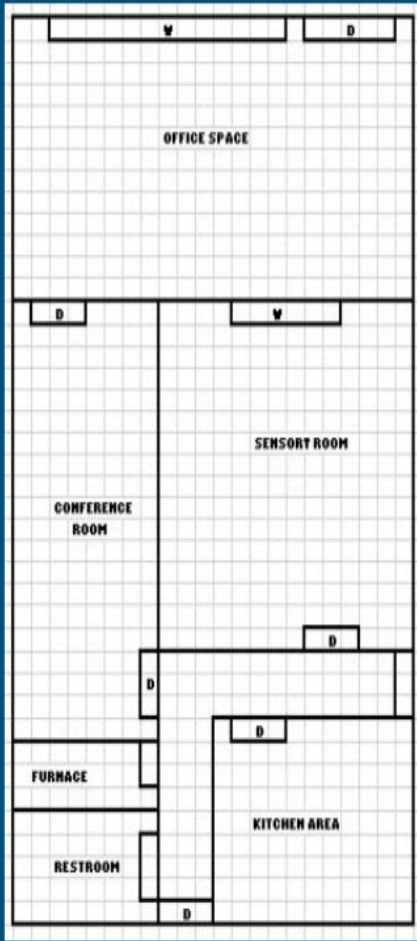 W
D
OFFICE SPACE
D
W
SENSORT ROOM
CONFERENCE
ROOM
D
D
D
FURNACE
KITCHEN AREA
RESTROOM
D